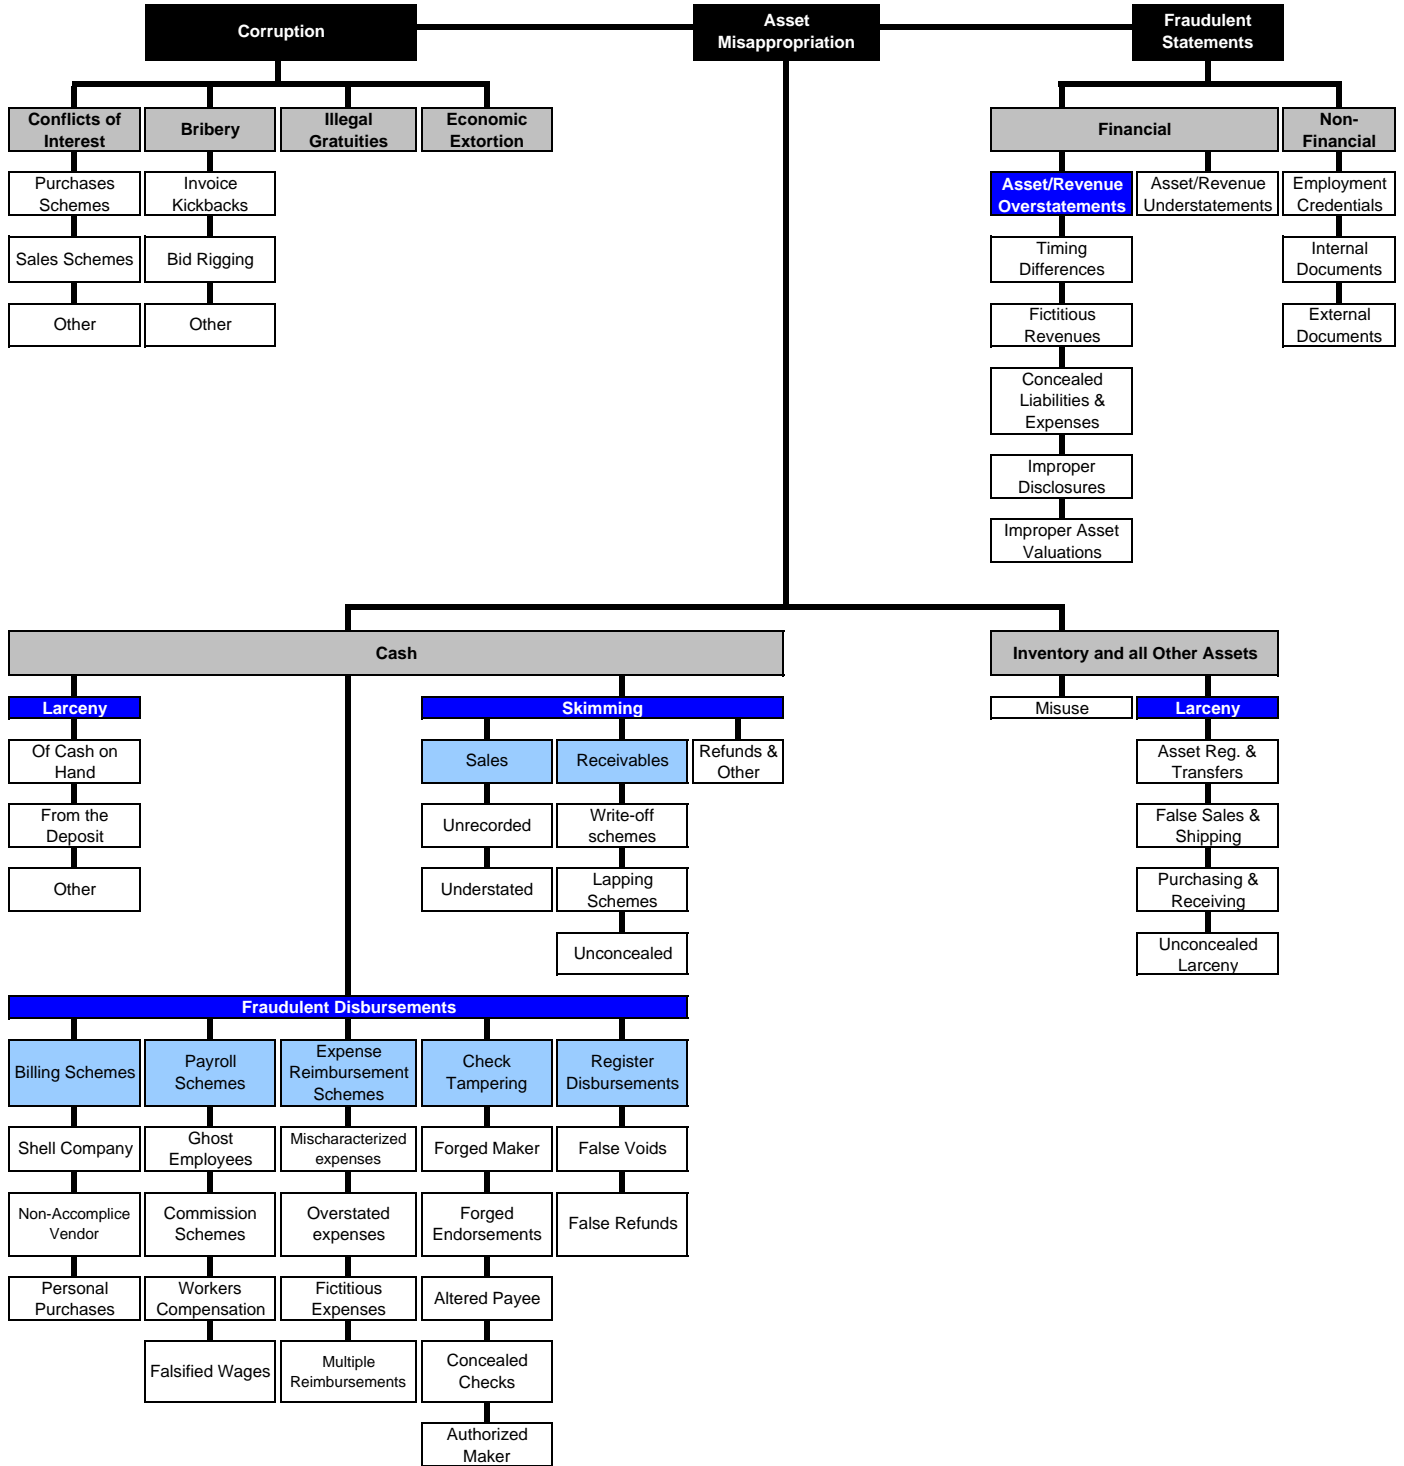 Corruption
Asset
Misappropriation
Fraudulent
Statements
Conflicts of
Interest
Bribery
Illegal
Gratuities
Economic
Extortion
Financial
Non-
Financial
Purchases
Schemes
Invoice
Kickbacks
Asset/Revenue
Overstatements
Asset/Revenue
Understatements
Employment
Credentials
Sales Schemes
Bid Rigging
Timing
Differences
Internal
Documents
Other
Other
Fictitious
Revenues
External
Documents
Concealed
Liabilities &
Expenses
Improper
Disclosures
Improper Asset
Valuations
Cash
Inventory and all Other Assets
Larceny
Skimming
Misuse
Larceny
Of Cash on
Hand
Sales
Receivables
Refunds &
Other
Asset Reg. &
Transfers
From the
Deposit
Unrecorded
Write-off
schemes
False Sales &
Shipping
Other
Understated
Lapping
Schemes
Purchasing &
Receiving
Unconcealed
Unconcealed
Larceny
Fraudulent Disbursements
Billing Schemes
Payroll
Schemes
Expense
Reimbursement
Schemes
Check
Tampering
Register
Disbursements
Shell Company
Ghost
Employees
Mischaracterized
expenses
Forged Maker
False Voids
Non-Accomplice
Vendor
Commission
Schemes
Overstated
expenses
Forged
Endorsements
False Refunds
Personal
Purchases
Workers
Compensation
Fictitious
Expenses
Altered Payee
Falsified Wages
Multiple
Reimbursements
Concealed
Checks
Authorized
Maker